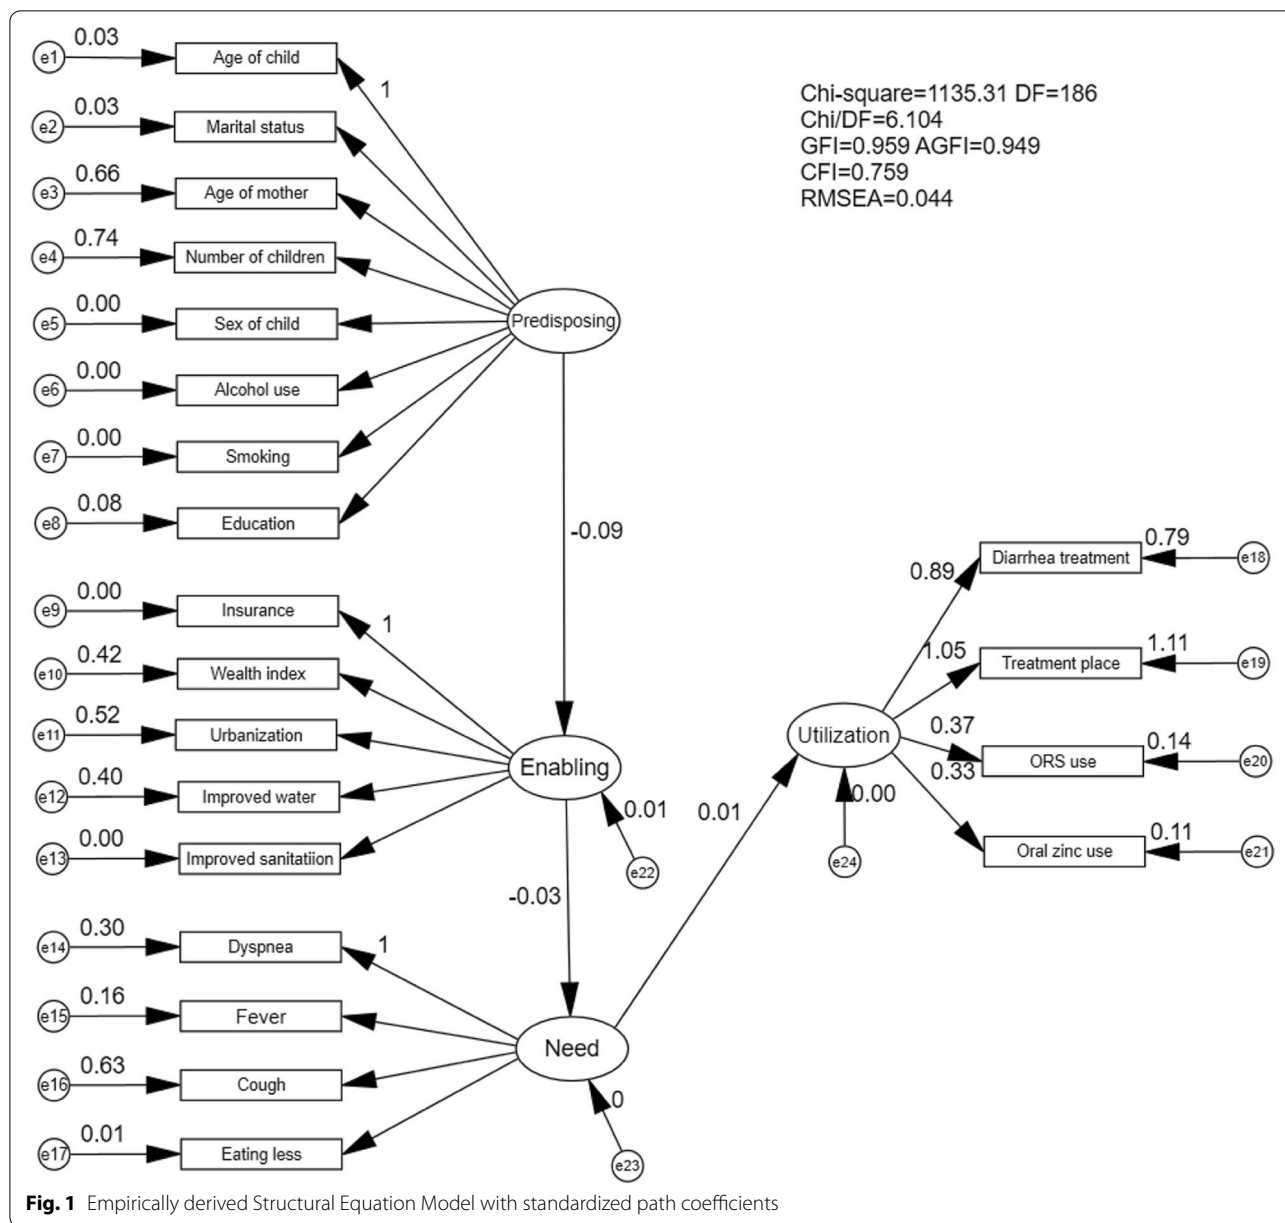 e1 0.03 Age of child
1
e2 0.03 Marital status
e3 0.66 Age of mother
e4 0.74 Number of children
e5 0.00 Sex of child
e6 0.00 Alcohol use
e7 0.00 Smoking
e8 0.08 Education
Predisposing
Chi-square=1135.31 DF=186
Chi/DF=6.104
GFI=0.959 AGFI=0.949
CFI=0.759
RMSEA=0.044
-0.09
e9 0.00 Insurance
1
e10 0.42 Wealth index
e11 0.52 Urbanization
e12 0.40 Improved water
e13 0.00 Improved sanitatiion
Enabling
0.01
e22
-0.03
e14 0.30 Dyspnea
1
e15 0.16 Fever
e16 0.63 Cough
e17 0.01 Eating less
Need
0
e23
0.01
Utilization
0.00
e24
0.89 Diarrhea treatment 0.79 e18
1.05 Treatment place 1.11 e19
0.37 ORS use 0.14 e20
0.33 Oral zinc use 0.11 e21
Fig. 1 Empirically derived Structural Equation Model with standardized path coefficients